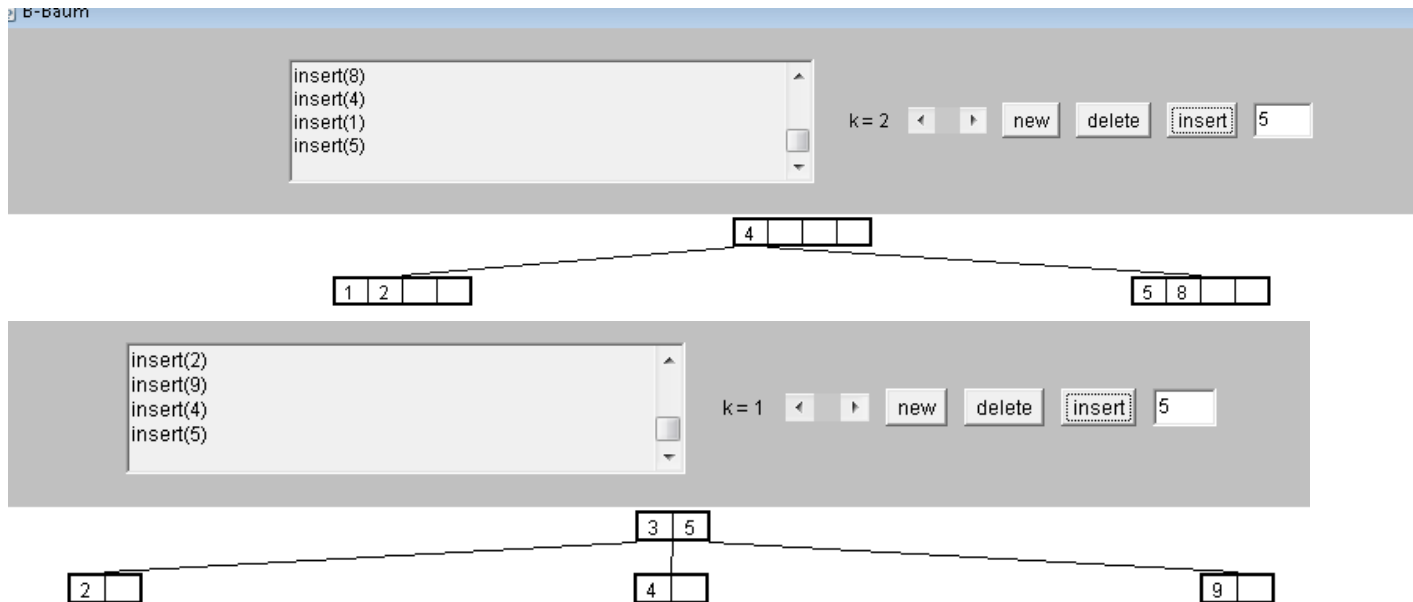 B-Baum
insert(8)
insert(4)
insert(1)
insert(5)
k = 2 new delete insert 5
4
1 2 5 8
insert(2)
insert(9)
insert(4)
insert(5)
k = 1 new delete insert 5
3 5
2 4 9